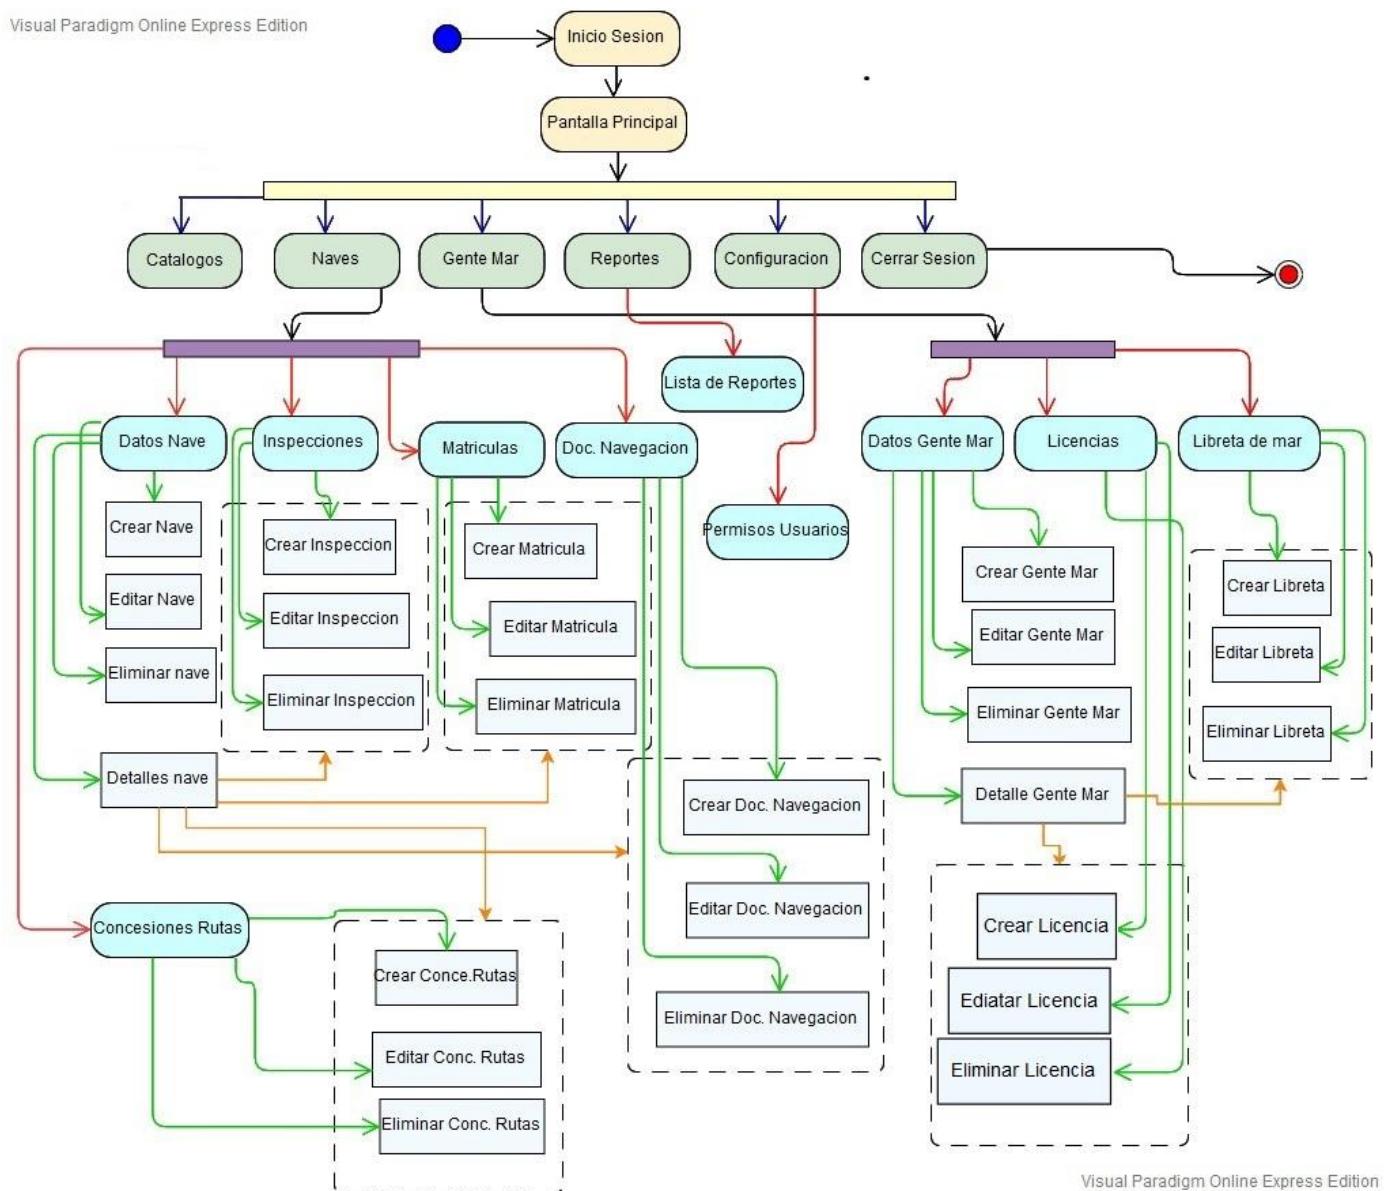 Visual Paradigm Online Express Edition
Inicio Sesion
Pantalla Principal
Catalogos
Naves
Gente Mar
Reportes
Configuracion
Cerrar Sesion
Lista de Reportes
Datos Nave
Inspecciones
Matriculas
Doc. Navegacion
Datos Gente Mar
Licencias
Libreta de mar
Permisos Usuarios
Crear Nave
Crear Inspeccion
Crear Matricula
Crear Gente Mar
Crear Libreta
Editar Nave
Editar Inspeccion
Editar Matricula
Editar Gente Mar
Editar Libreta
Eliminar nave
Eliminar Inspeccion
Eliminar Matricula
Eliminar Gente Mar
Eliminar Libreta
Detalles nave
Crear Doc. Navegacion
Detalle Gente Mar
Editar Doc. Navegacion
Concesiones Rutas
Crear Licencia
Crear Conce.Rutas
Ediatar Licencia
Eliminar Doc. Navegacion
Editar Conc. Rutas
Eliminar Licencia
Eliminar Conc. Rutas
Visual Paradigm Online Express Edition